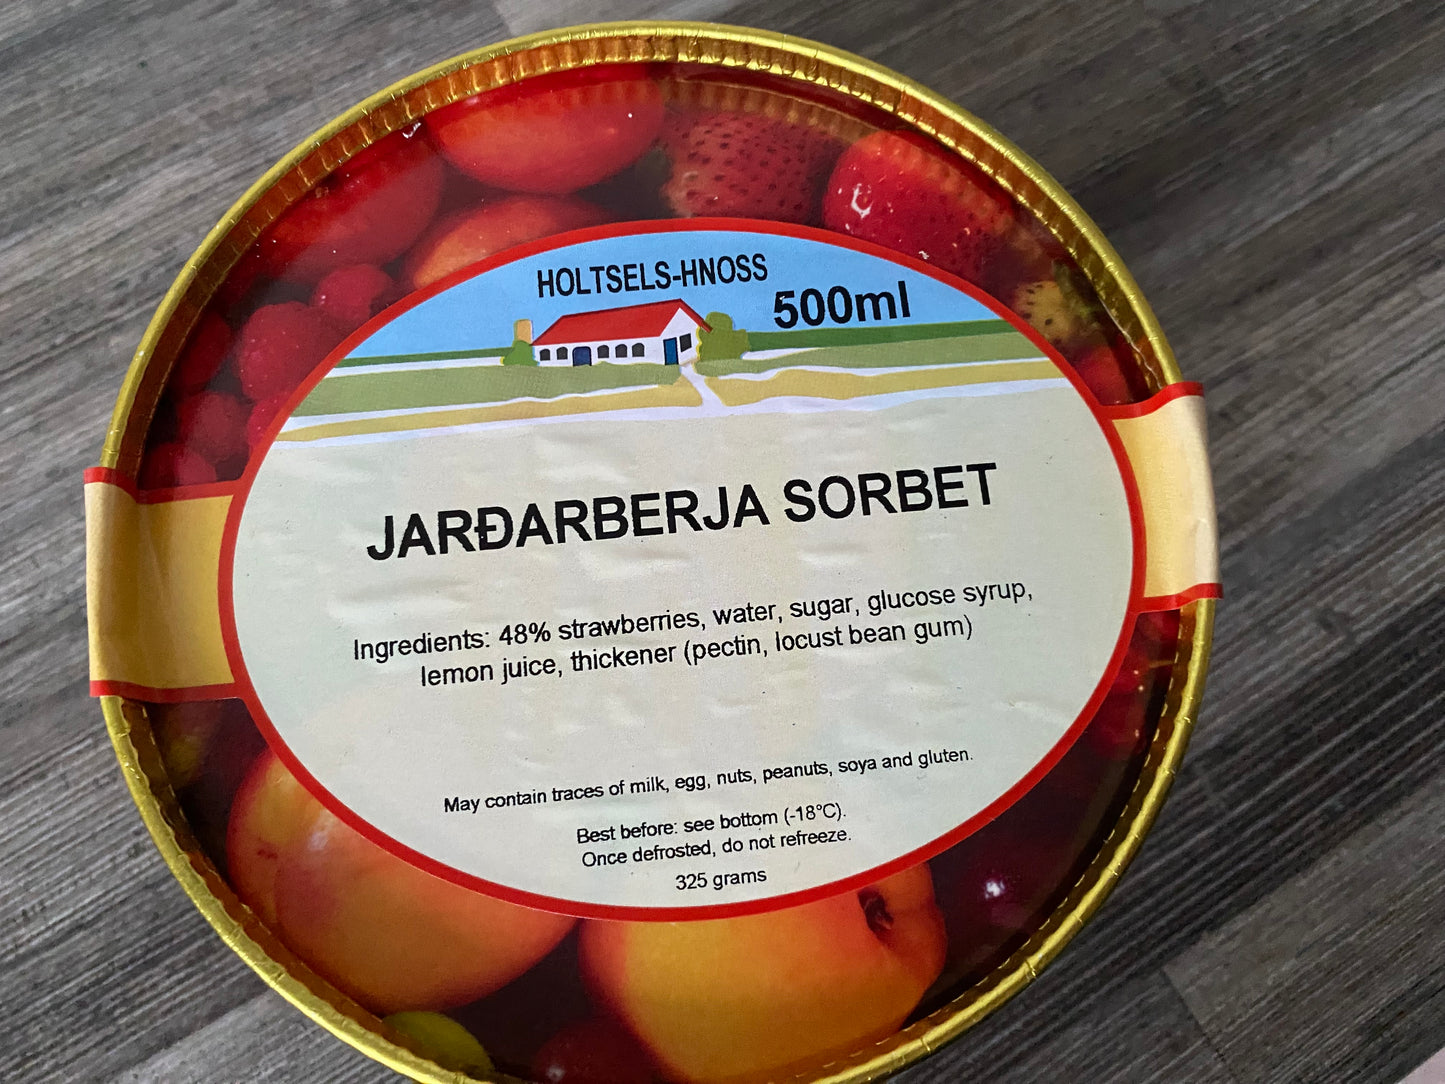 HOLTSELS-HNOSS
500ml
JARÐARBERJA SORBET
Ingredients: 48% strawberries, water, sugar, glucose syrup,
lemon juice, thickener (pectin, locust bean gum)
May contain traces of milk, egg, nuts, peanuts, soya and gluten.
Best before: see bottom (-18°C).
Once defrosted, do not refreeze.
325 grams